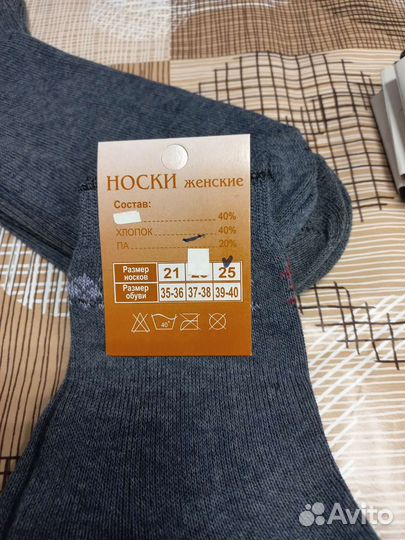 НОСКИ женские
Состав:
40%
ХЛОПОК 40%
ПА 20%
Размер носков 21 25
Размер обуви 35-36 37-38 39-40
40°
Avito